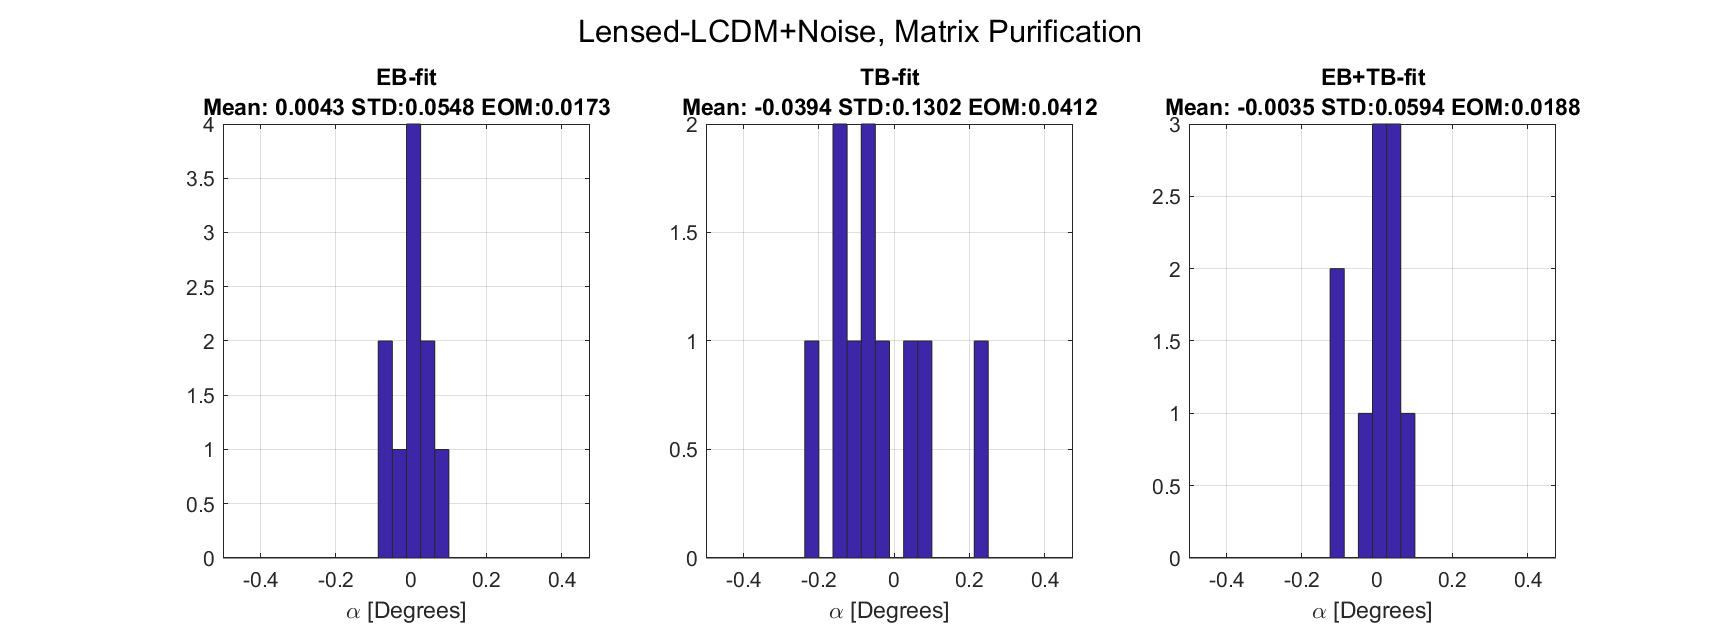 Lensed-LCDM+Noise, Matrix Purification
EB-fit
Mean: 0.0043 STD:0.0548 EOM:0.0173
4
3.5
3
2.5
2
1.5
1
0.5
0
-0.4 -0.2 0 0.2 0.4
α [Degrees]
TB-fit
Mean: -0.0394 STD:0.1302 EOM:0.0412
2
1.5
1
0.5
0
-0.4 -0.2 0 0.2 0.4
α [Degrees]
EB+TB-fit
Mean: -0.0035 STD:0.0594 EOM:0.0188
3
2.5
2
1.5
1
0.5
0
-0.4 -0.2 0 0.2 0.4
α [Degrees]